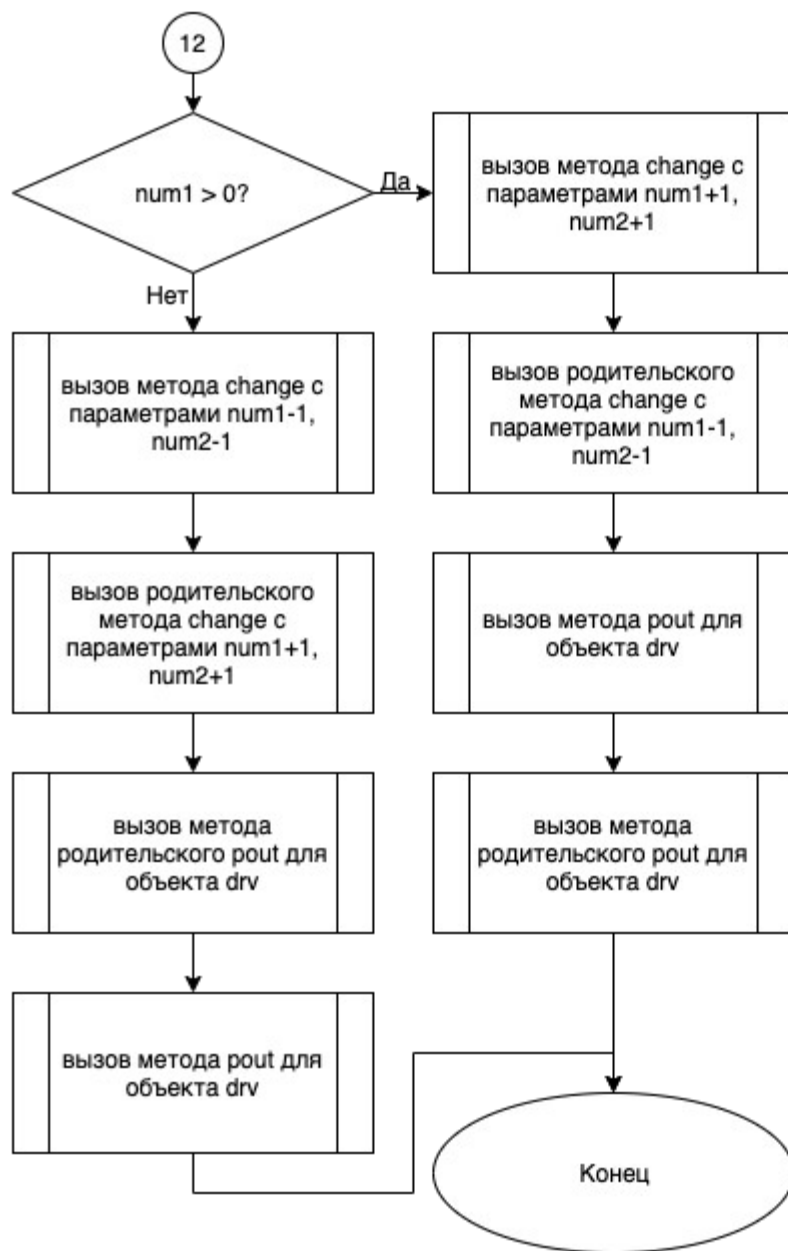 12
num1 > 0?
Да
вызов метода change с
параметрами num1+1,
num2+1
Нет
вызов метода change с
параметрами num1-1,
num2-1
вызов родительского
метода change с
параметрами num1-1,
num2-1
вызов родительского
метода change с
параметрами num1+1,
num2+1
вызов метода pout для
объекта drv
вызов метода
родительского pout для
объекта drv
вызов метода
родительского pout для
объекта drv
вызов метода pout для
объекта drv
Конец